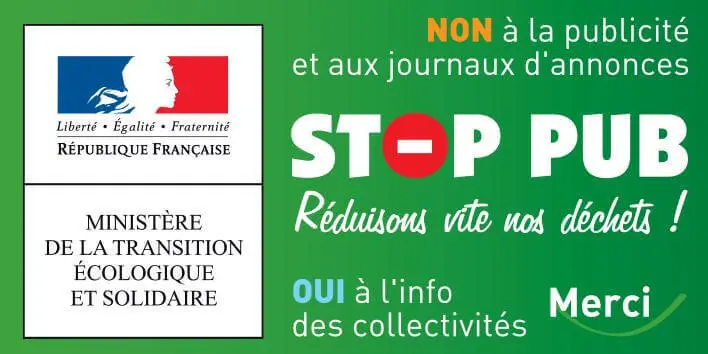 Liberté • Égalité • Fraternité
RÉPUBLIQUE FRANÇAISE
MINISTÈRE
DE LA TRANSITION
ÉCOLOGIQUE
ET SOLIDAIRE
NON à la publicité
et aux journaux d'annonces
STOP PUB
Réduisons vite nos déchets !
OUI à l'info
des collectivités
Merci